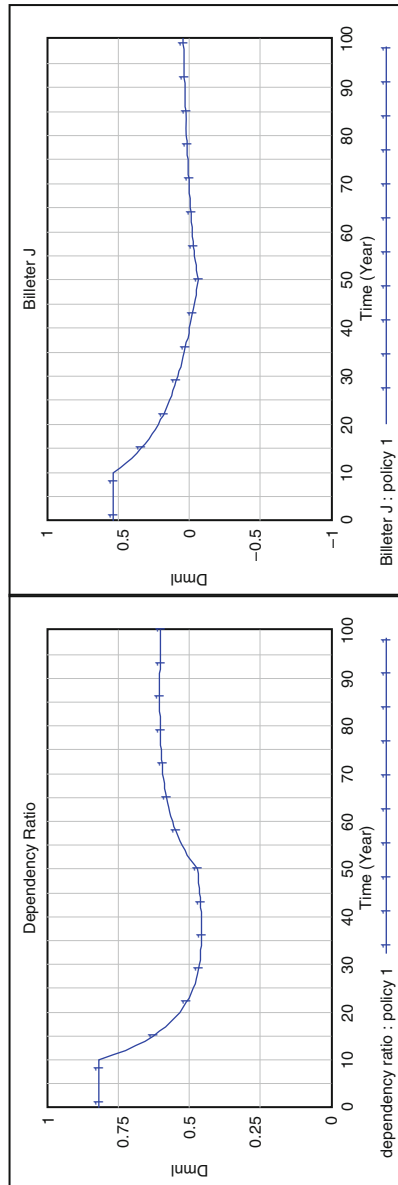 Dependency Ratio
1
0.75
0.5
0.25
0
Dmnl
0 10 20 30 40 50 60 70 80 90 100
Time (Year)
dependency ratio : policy 1
Billeter J
1
0.5
0
−0.5
−1
Dmnl
0 10 20 30 40 50 60 70 80 90 100
Time (Year)
Billeter J : policy 1